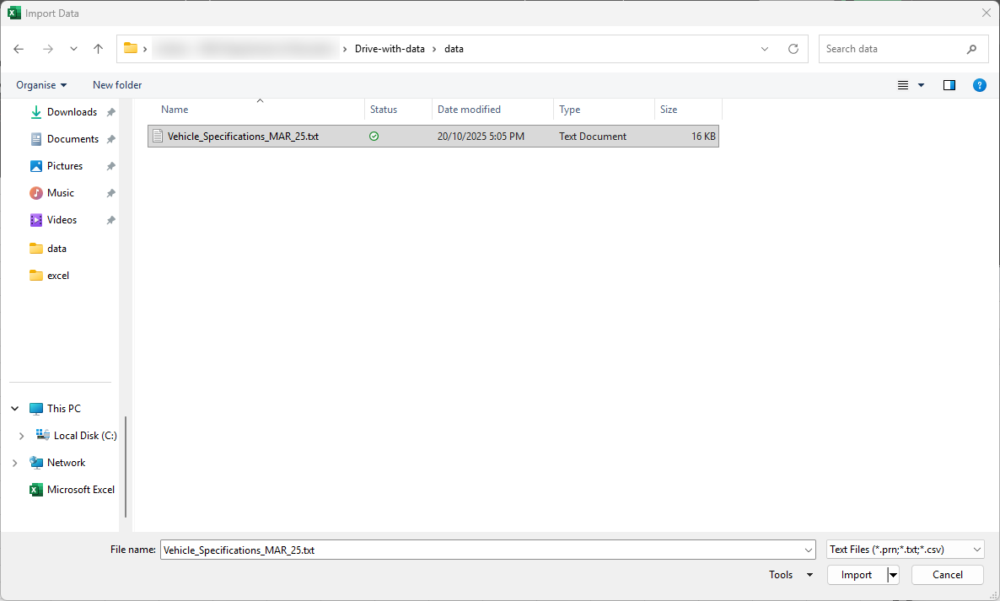 Import Data
Drive-with-data data
Search data
Organise New folder
?
Name Status Date modified Type Size
Vehicle_Specifications_MAR_25.txt 20/10/2025 5:05 PM Text Document 16 KB
Downloads
Documents
Pictures
Music
Videos
data
excel
This PC
Local Disk (C:)
Network
Microsoft Excel
File name: Vehicle_Specifications_MAR_25.txt Text Files (*.prn;*.txt;*.csv)
Tools Import Cancel